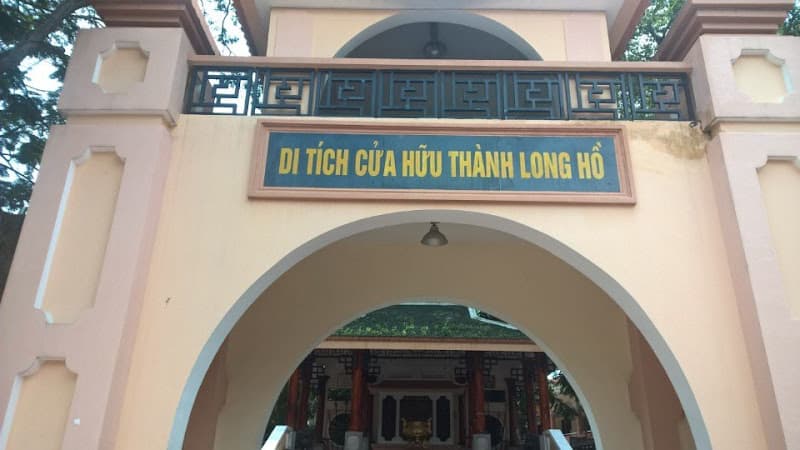 DI TÍCH CỬA HỮU THÀNH LONG HỒ